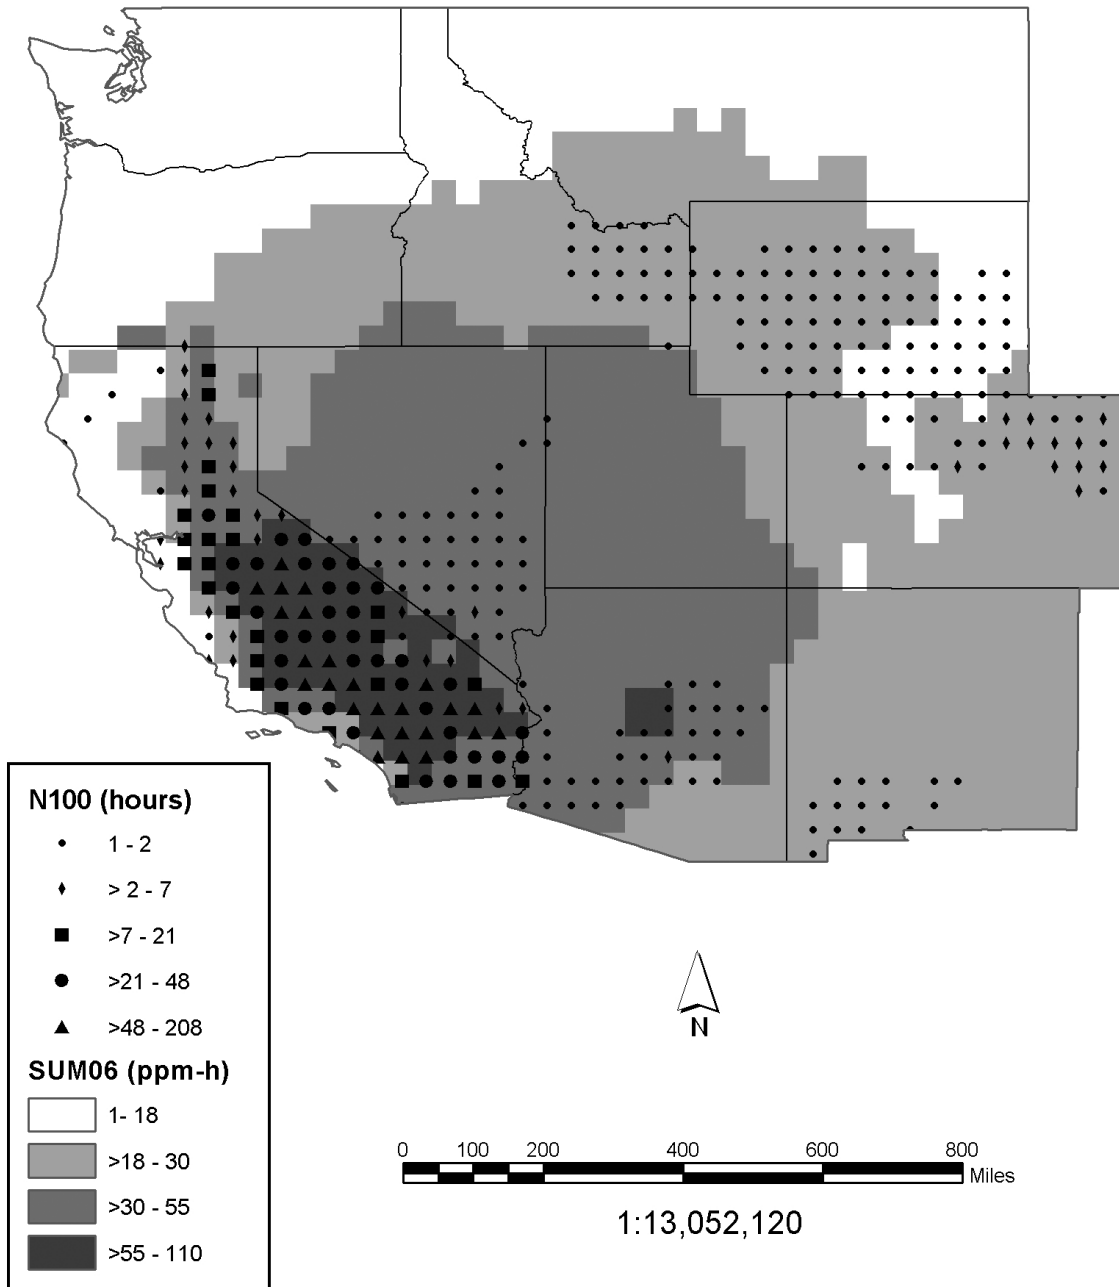 N100 (hours)
1 - 2
> 2 - 7
>7 - 21
>21 - 48
>48 - 208
SUM06 (ppm-h)
1- 18
>18 - 30
>30 - 55
>55 - 110
N
0 100 200 400 600 800
Miles
1:13,052,120